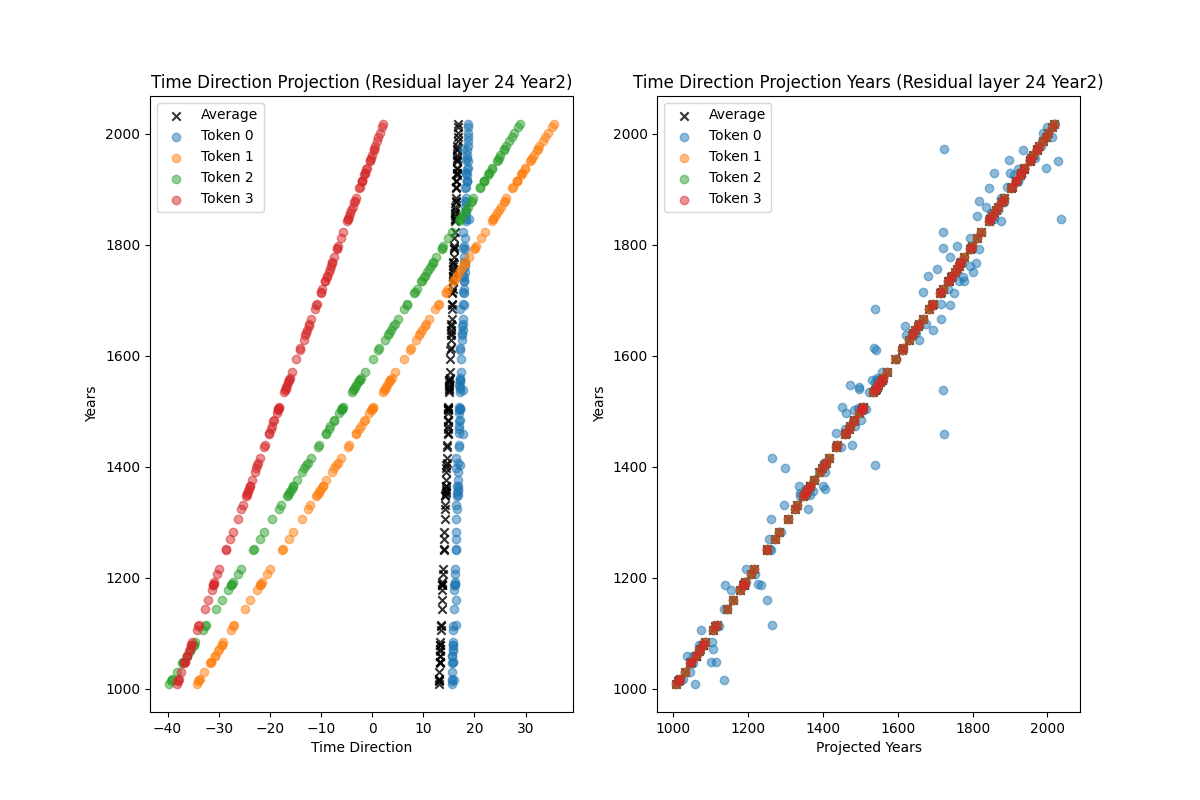 Time Direction Projection (Residual layer 24 Year2)
Average
Token 0
Token 1
Token 2
Token 3
2000
1800
1600
1400
1200
1000
Years
−40
−30
−20
−10
0
10
20
30
Time Direction
Time Direction Projection Years (Residual layer 24 Year2)
Average
Token 0
Token 1
Token 2
Token 3
2000
1800
1600
1400
1200
1000
Years
1000
1200
1400
1600
1800
2000
Projected Years